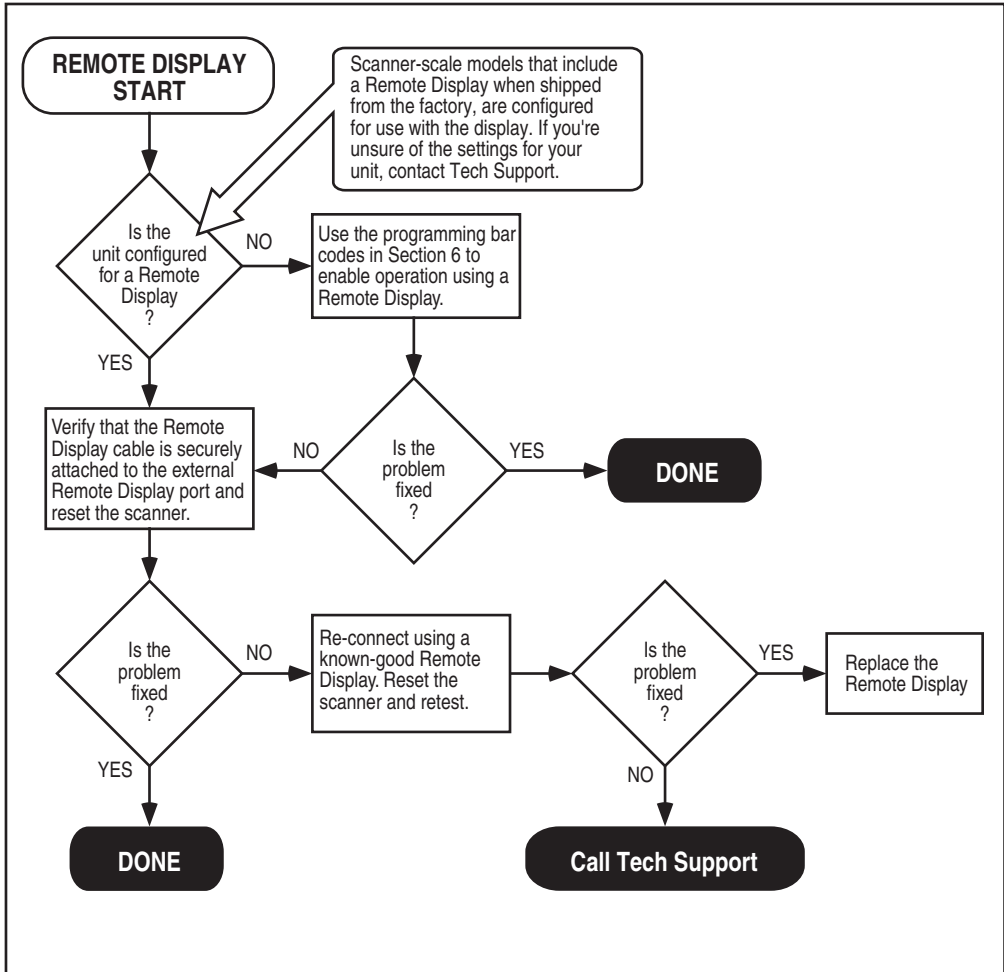 REMOTE DISPLAY
START
Scanner-scale models that include
a Remote Display when shipped
from the factory, are configured
for use with the display. If you're
unsure of the settings for your
unit, contact Tech Support.
Is the
unit configured
for a Remote
Display
?
NO
Use the programming bar
codes in Section 6 to
enable operation using a
Remote Display.
YES
Verify that the Remote
Display cable is securely
attached to the external
Remote Display port and
reset the scanner.
NO
Is the
problem
fixed
?
YES
DONE
Is the
problem
fixed
?
NO
Re-connect using a
known-good Remote
Display. Reset the
scanner and retest.
Is the
problem
fixed
?
YES
Replace the
Remote Display
YES
NO
DONE
Call Tech Support